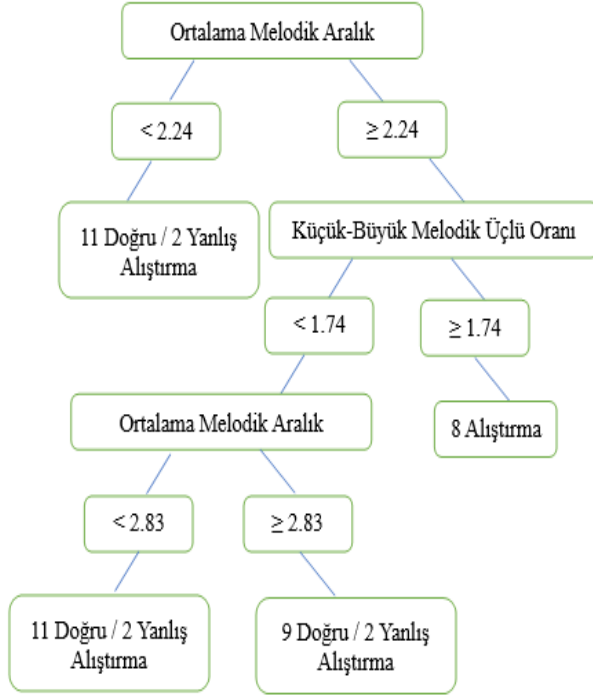 Ortalama Melodik Aralık
< 2.24
≥ 2.24
11 Doğru / 2 Yanlış
Alıştırma
Küçük-Büyük Melodik Üçlü Oranı
< 1.74
≥ 1.74
Ortalama Melodik Aralık
8 Alıştırma
< 2.83
≥ 2.83
11 Doğru / 2 Yanlış
Alıştırma
9 Doğru / 2 Yanlış
Alıştırma